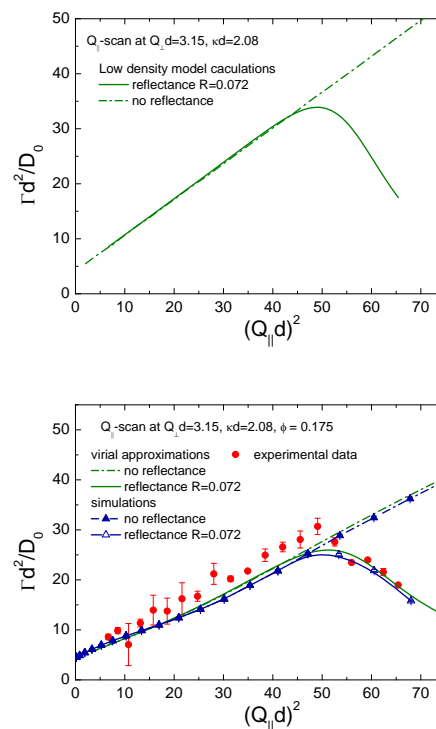 Q||-scan at Q⊥d=3.15, κd=2.08
Low density model caculations
reflectance R=0.072
no reflectance
Γd²/D₀
50
40
30
20
10
0
0 10 20 30 40 50 60 70
(Q||d)²
Q||-scan at Q⊥d=3.15, κd=2.08, ϕ = 0.175
virial approximations
experimental data
no reflectance
reflectance R=0.072
simulations
no reflectance
reflectance R=0.072
Γd²/D₀
50
40
30
20
10
0
0 10 20 30 40 50 60 70
(Q||d)²